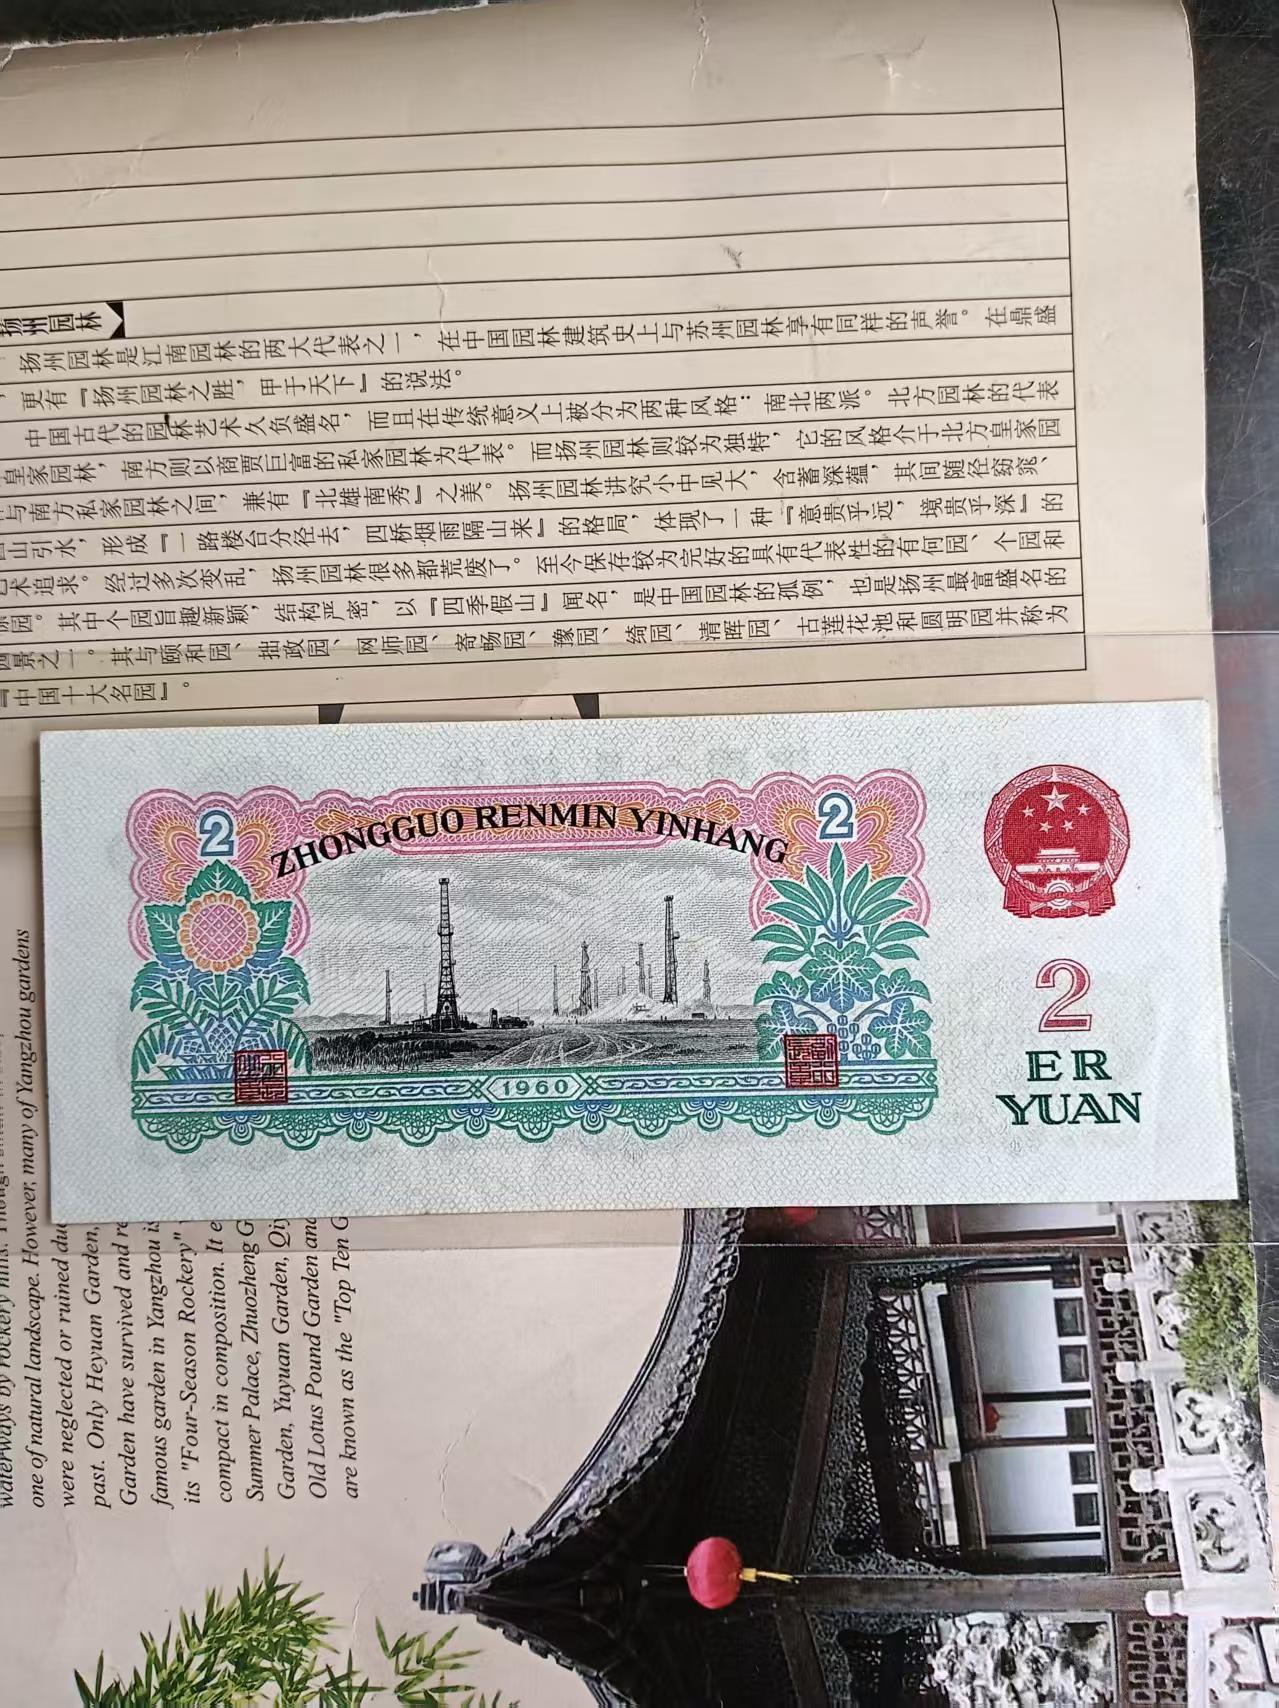 扬州园林
扬州园林是江南园林的两大代表之一，在中国园林建筑史上与苏州园林享有同样的声誉。在鼎盛
，更有『扬州园林之胜，甲于天下』的说法。
中国古代的园林艺术久负盛名，而且在传统意义上被分为两种风格：南北两派。北方园林的代表
皇家园林，南方则以商贾巨富的私家园林为代表。而扬州园林则较为独特，它的风格介于北方皇家园
与南方私家园林之间，兼有『北雄南秀』之美。扬州园林讲究小中见大，含蓄深蕴，其间随径窈窕、
山引水，形成『一路楼台分径去，四桥烟雨隔山来』的格局，体现了一种『意贵乎远，境贵乎深』的
艺术追求。经过多次变乱，扬州园林很多都荒废了。至今保存较为完好的具有代表性的有何园、个园和
园。其中个园旨趣新颖，结构严密，以『四季假山』闻名，是中国园林的孤例，也是扬州最富盛名的
园景之一。其与颐和园、拙政园、网师园、寄畅园、豫园、绮园、清晖园、古莲花池和圆明园并称为
『中国十大名园』。
ZHONGGUO RENMIN YINHANG
2
2
1960
2
ER
YUAN
waterways by rockery hills. Though
one of natural landscape. However, many of Yangzhou gardens
were neglected or ruined du
past. Only Heyuan Garden,
Garden have survived and re
famous garden in Yangzhou is
its "Four-Season Rockery"
compact in composition. It e
Summer Palace, Zhuozheng G
Garden, Yuyuan Garden, Qi
Old Lotus Pound Garden and
are known as the "Top Ten G